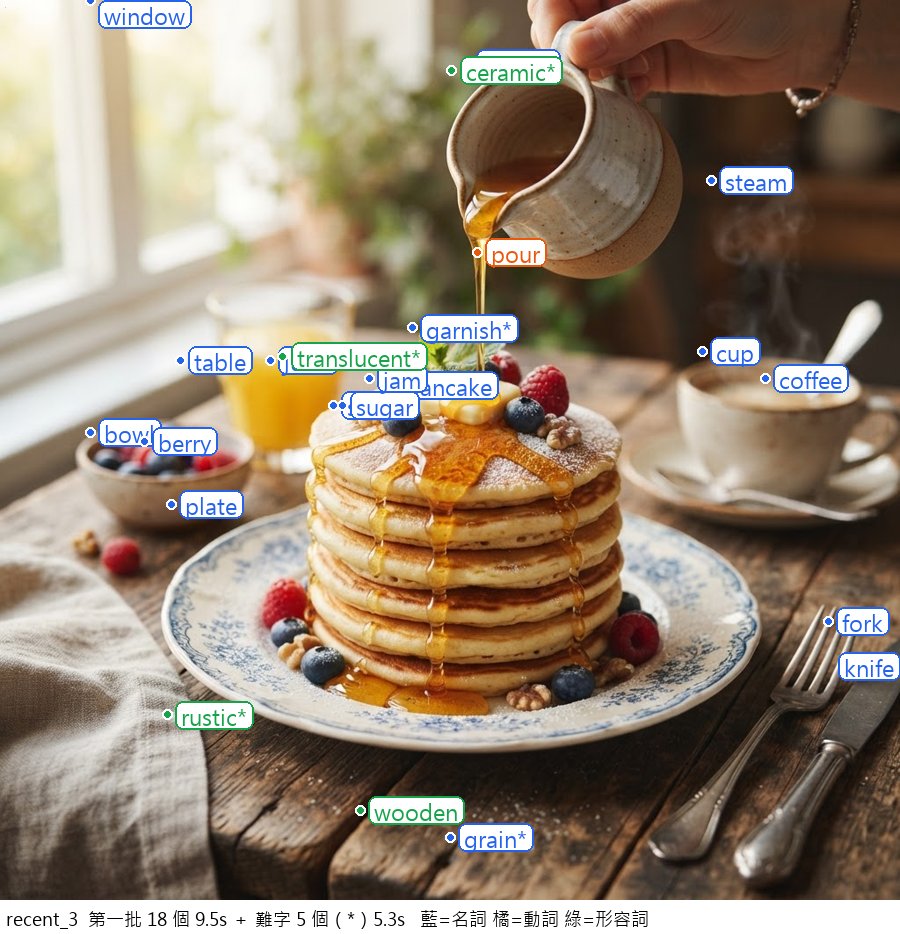 window
ceramic*
steam
pour
garnish*
table
translucent*
cup
jam
ancake
coffee
sugar
bowl
berry
plate
fork
knife
rustic*
wooden
grain*
recent_3 第一批 18 個 9.5s + 難字 5 個 ( * ) 5.3s 藍=名詞 橘=動詞 綠=形容詞